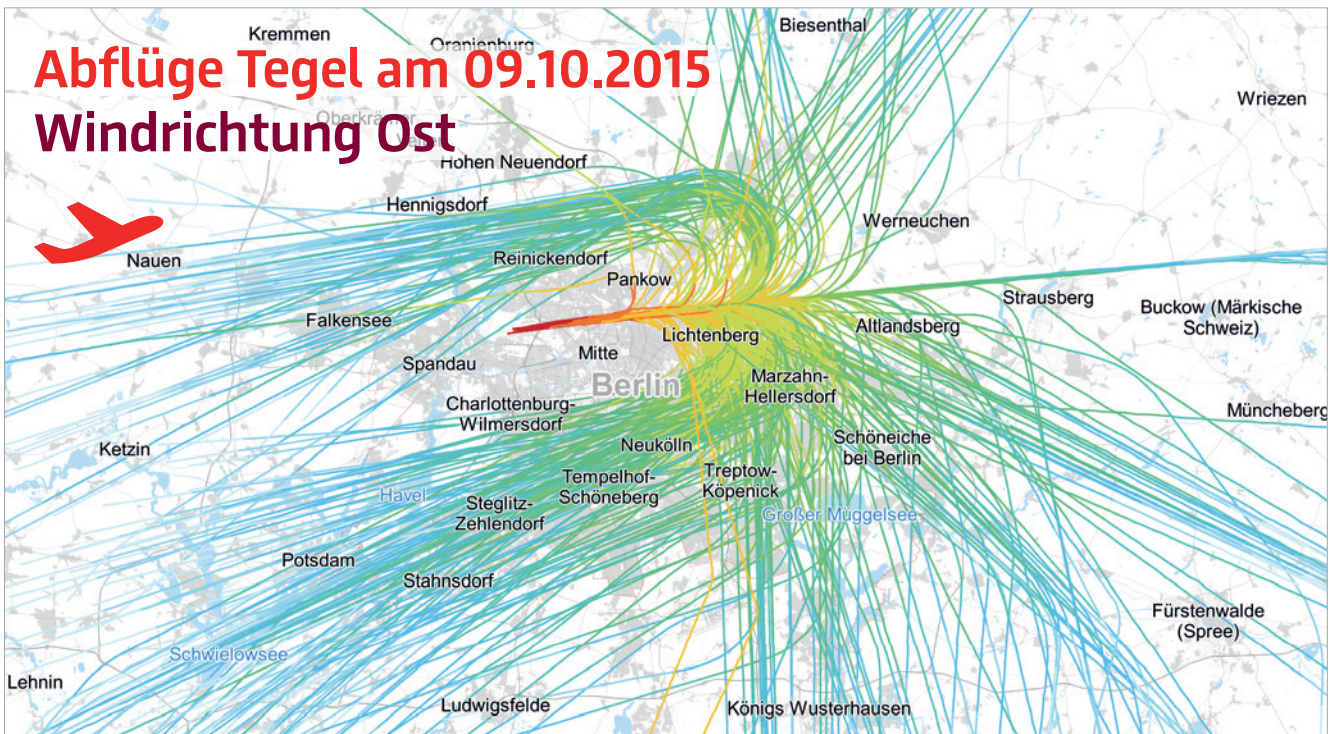 Kremmen
Oranienburg
Biesenthal
Abflüge Tegel am 09.10.2015
Wriezen
Oberkrämer
Windrichtung Ost
Hohen Neuendorf
Hennigsdorf
Werneuchen
Nauen
Reinickendorf
Pankow
Strausberg
Buckow (Märkische
Schweiz)
Falkensee
Altlandsberg
Lichtenberg
Mitte
Spandau
Berlin
Marzahn-
Hellersdorf
Charlottenburg-
Wilmersdorf
Müncheberg
Neukölln
Schöneiche
bei Berlin
Ketzin
Tempelhof-
Schöneberg
Treptow-
Köpenick
Havel
Steglitz-
Zehlendorf
Großer Müggelsee
Potsdam
Stahnsdorf
Fürstenwalde
(Spree)
Schwielowsee
Lehnin
Ludwigsfelde
Königs Wusterhausen